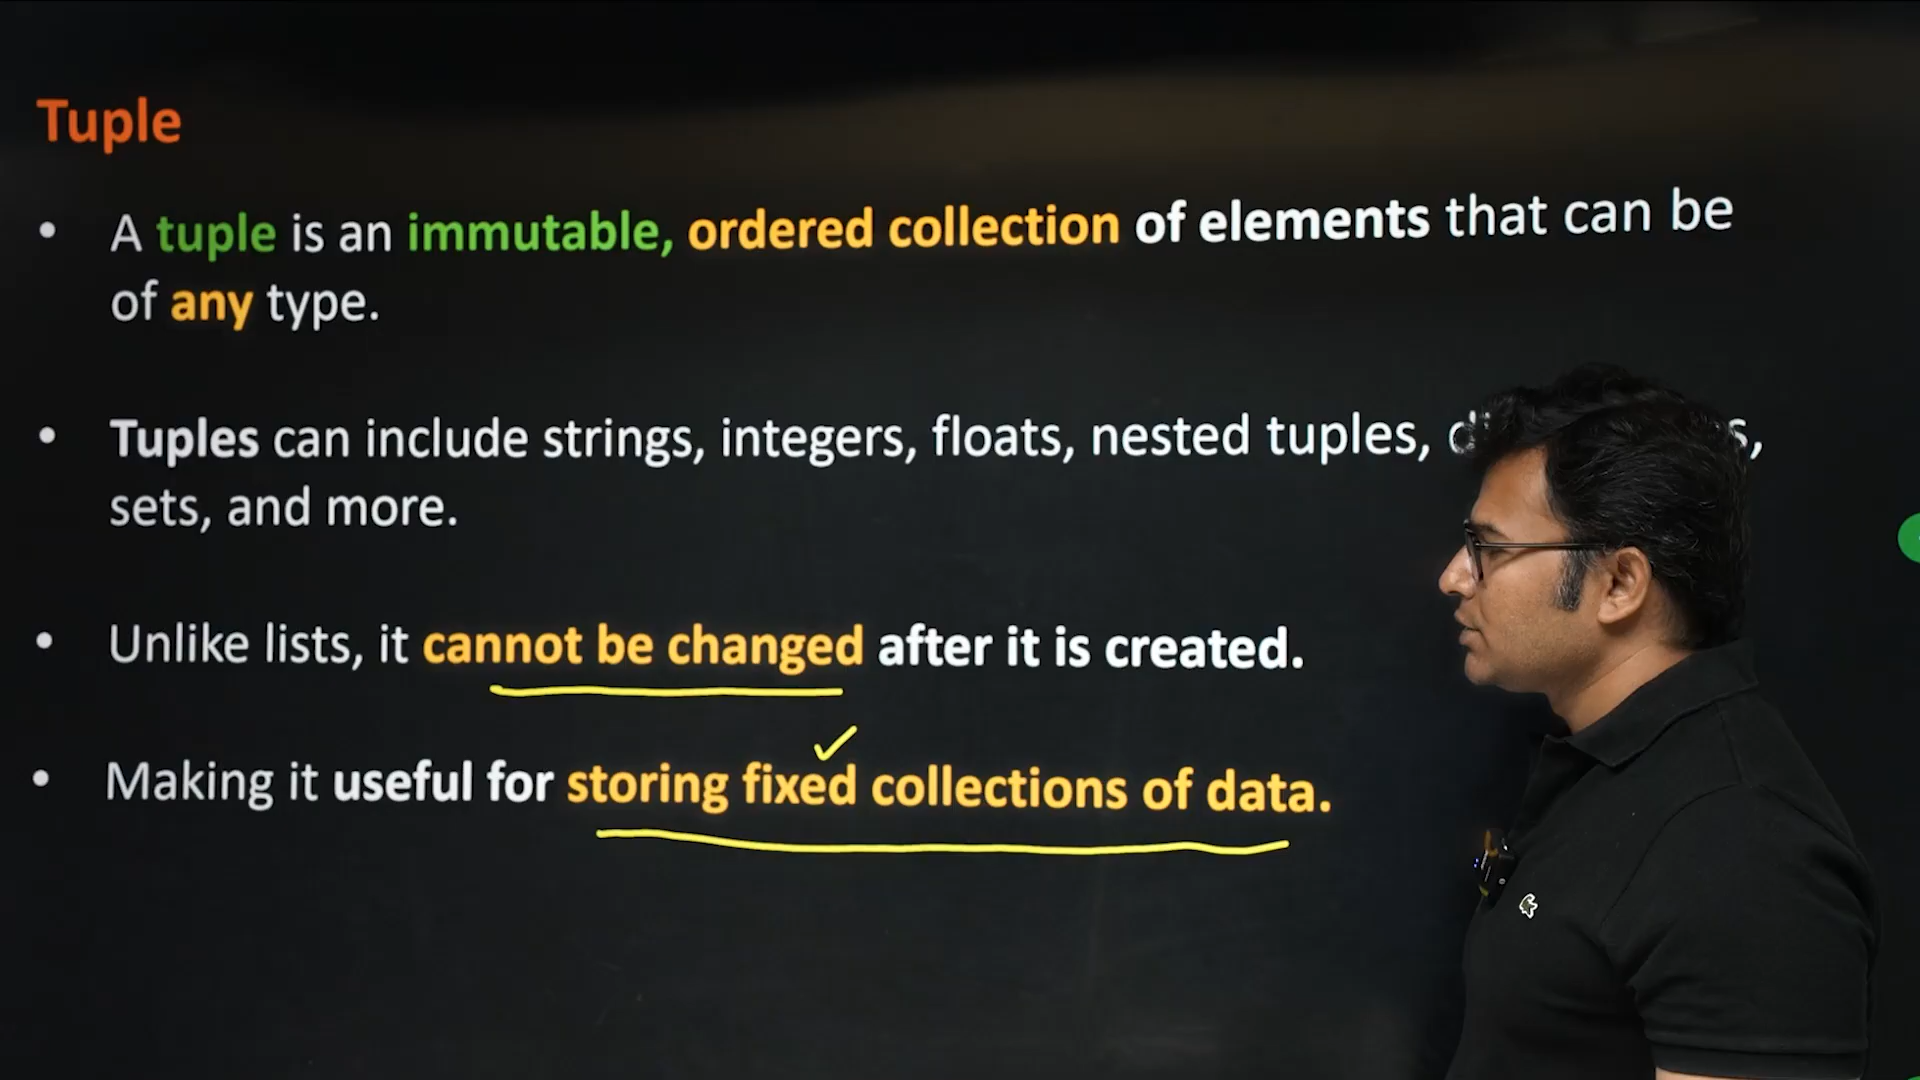 Tuple
• A tuple is an immutable, ordered collection of elements that can be
of any type.
• Tuples can include strings, integers, floats, nested tuples,
sets, and more.
• Unlike lists, it cannot be changed after it is created.
• Making it useful for storing fixed collections of data.